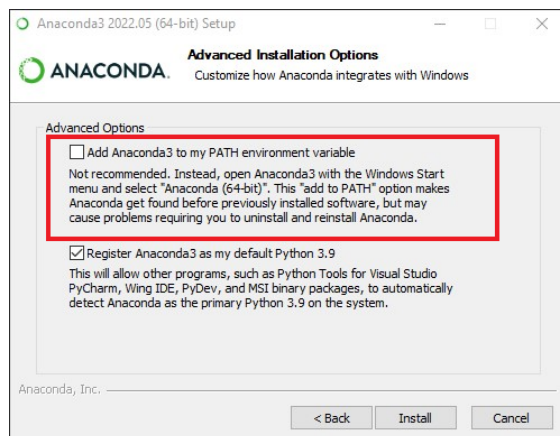 Anaconda3 2022.05 (64-bit) Setup
ANACONDA.
Advanced Installation Options
Customize how Anaconda integrates with Windows
Advanced Options
Add Anaconda3 to my PATH environment variable
Not recommended. Instead, open Anaconda3 with the Windows Start
menu and select "Anaconda (64-bit)". This "add to PATH" option makes
Anaconda get found before previously installed software, but may
cause problems requiring you to uninstall and reinstall Anaconda.
Register Anaconda3 as my default Python 3.9
This will allow other programs, such as Python Tools for Visual Studio
PyCharm, Wing IDE, PyDev, and MSI binary packages, to automatically
detect Anaconda as the primary Python 3.9 on the system.
Anaconda, Inc.
< Back Install Cancel